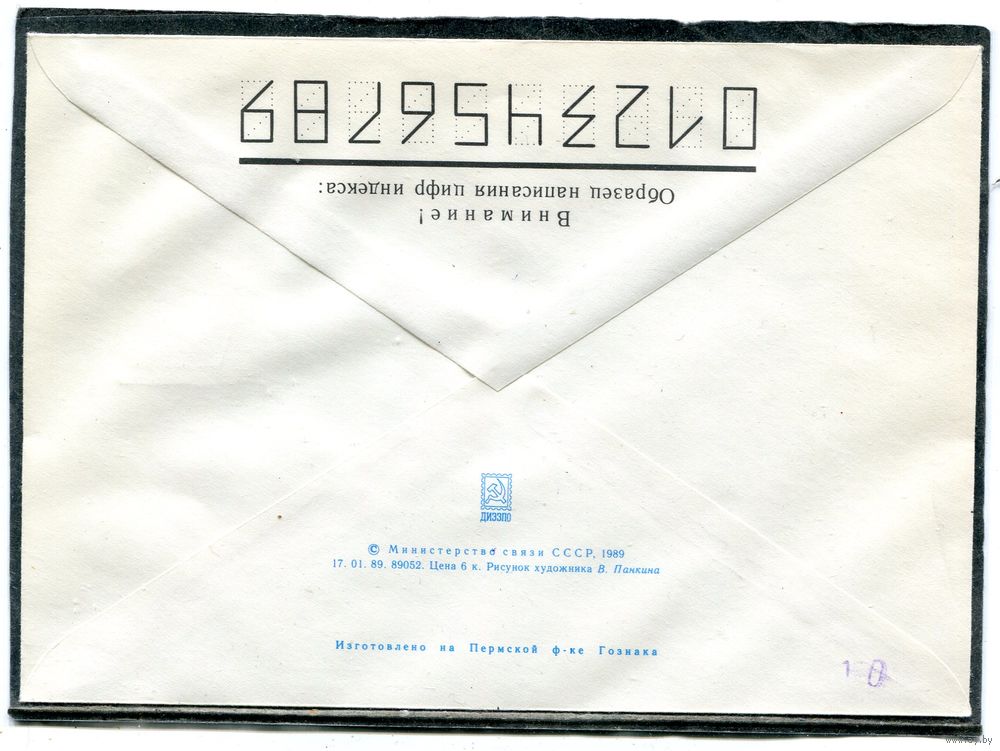 Внимание!
Образец написания цифр индекса:
0123456789
ДИЭЗПО
© Министерство связи СССР, 1989
17. 01. 89. 89052. Цена 6 к. Рисунок художника В. Панкина
Изготовлено на Пермской ф-ке Гознака